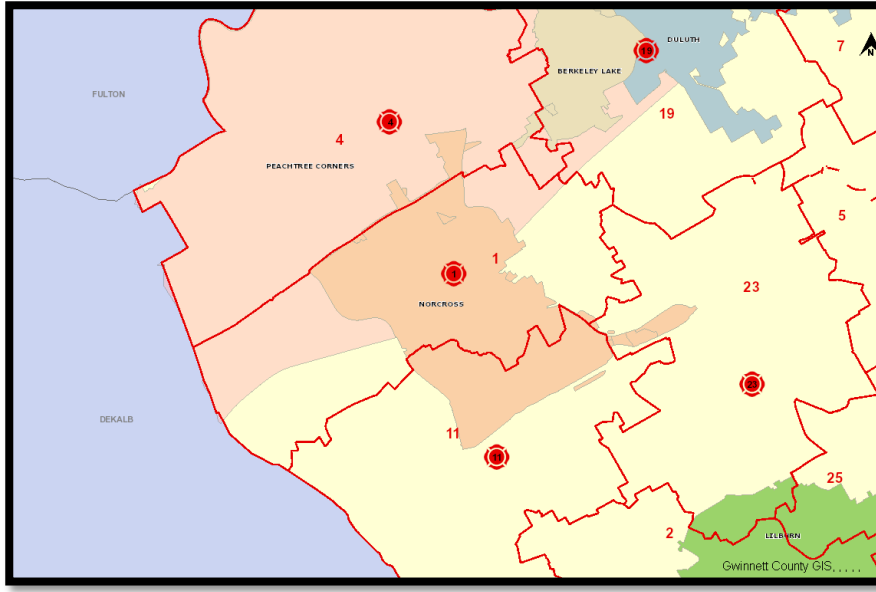 DULUTH
19
7
N
BERKELEY LAKE
FULTON
4
19
4
PEACHTREE CORNERS
5
1
1
23
NORCROSS
23
DEKALB
11
11
25
2
LILBURN
Gwinnett County GIS, , , , ,